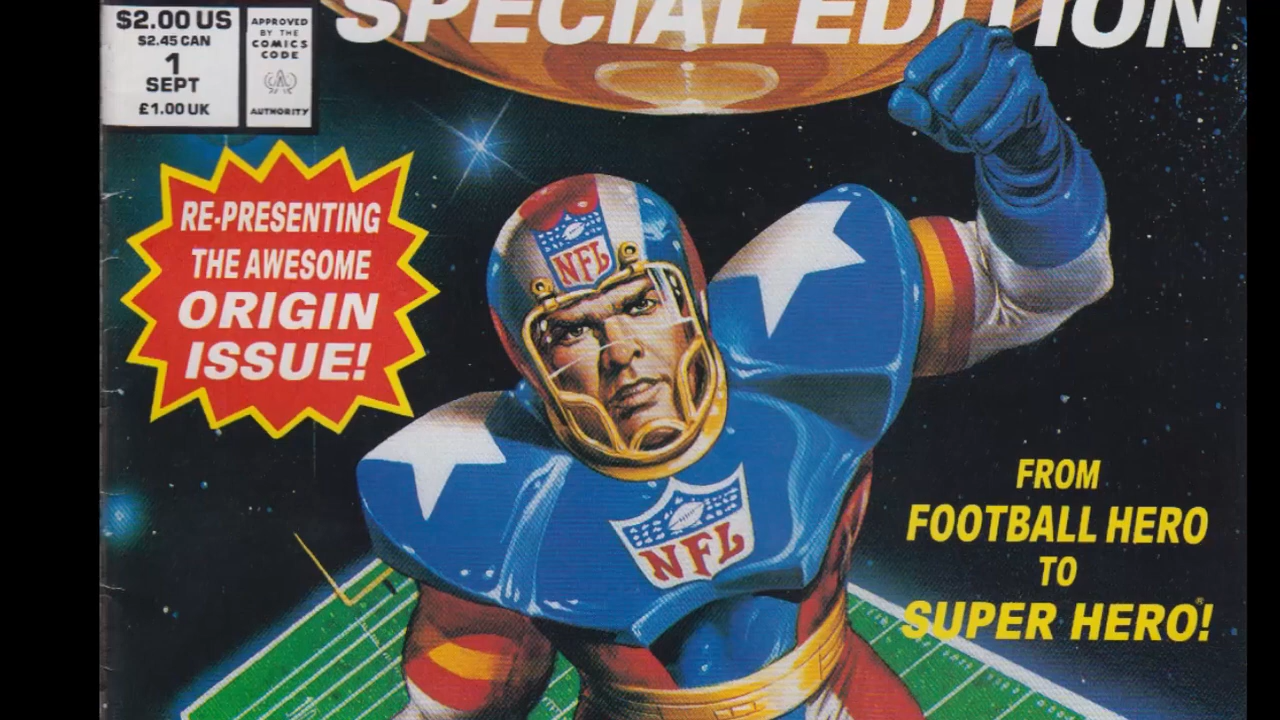 SPECIAL EDITION
$2.00 US
$2.45 CAN
1
SEPT
£1.00 UK
APPROVED
BY THE
COMICS
CODE
AUTHORITY
RE-PRESENTING
THE AWESOME
ORIGIN
ISSUE!
NFL
NFL
FROM
FOOTBALL HERO
TO
SUPER HERO!®